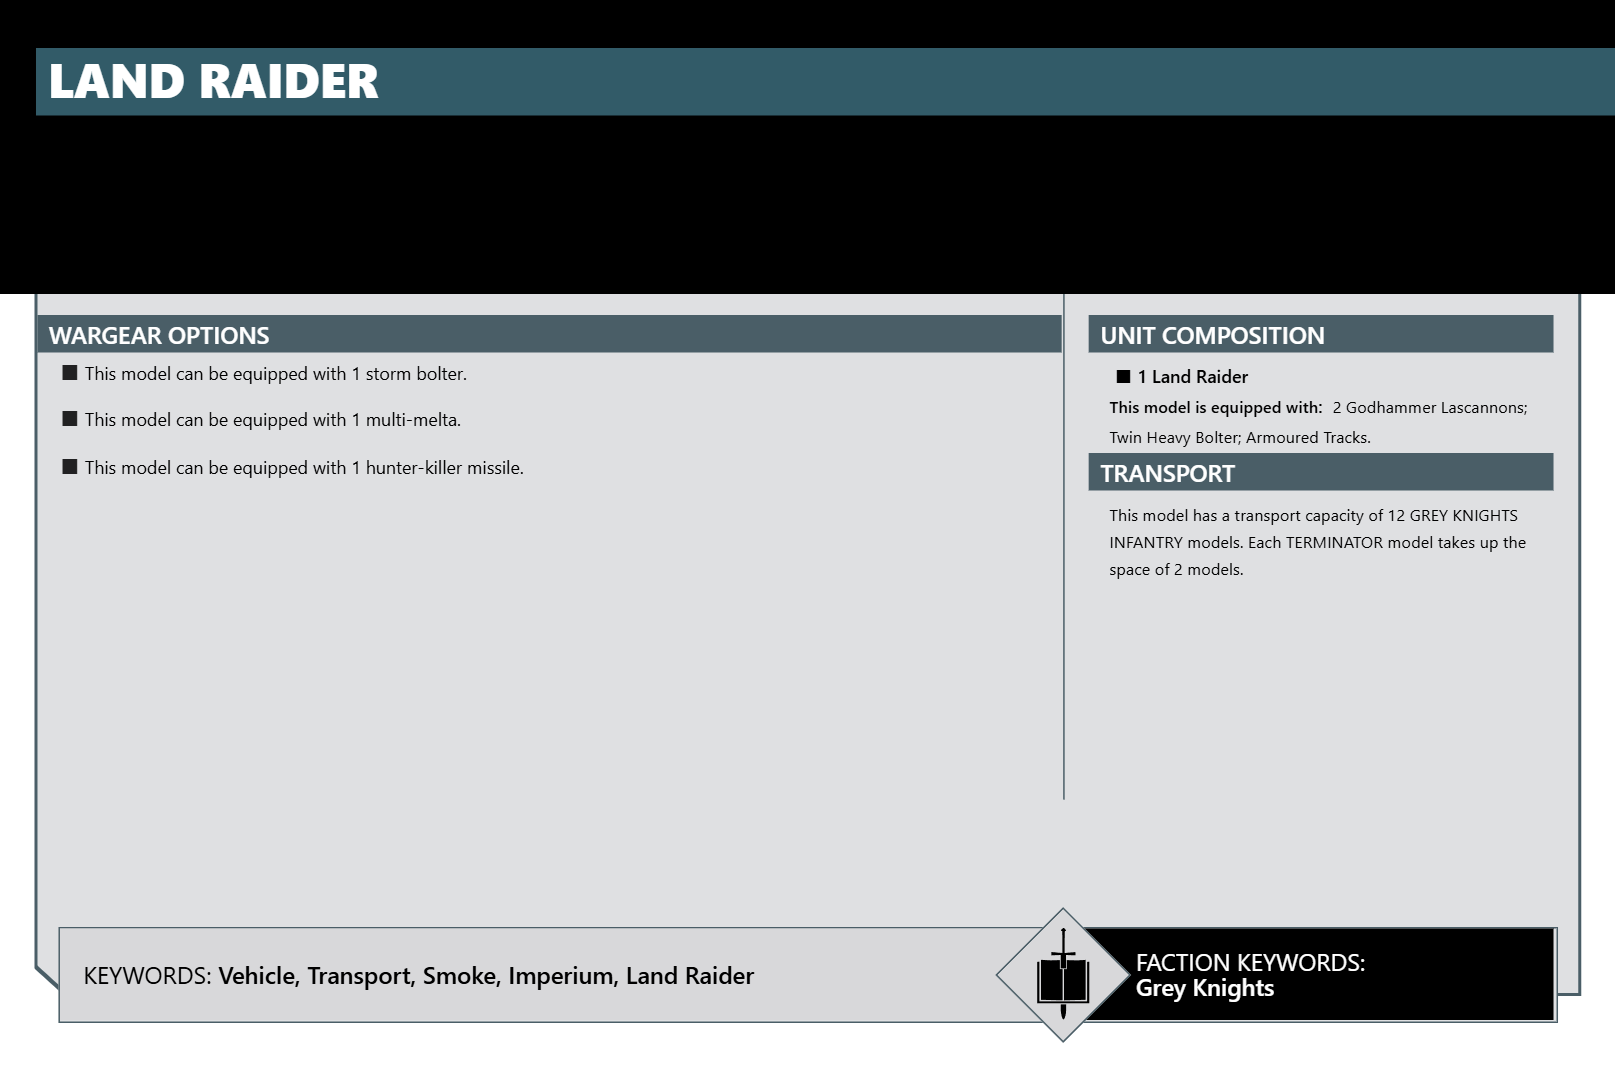 LAND RAIDER
WARGEAR OPTIONS
■ This model can be equipped with 1 storm bolter.
■ This model can be equipped with 1 multi-melta.
■ This model can be equipped with 1 hunter-killer missile.
UNIT COMPOSITION
■ 1 Land Raider
This model is equipped with: 2 Godhammer Lascannons;
Twin Heavy Bolter; Armoured Tracks.
TRANSPORT
This model has a transport capacity of 12 GREY KNIGHTS
INFANTRY models. Each TERMINATOR model takes up the
space of 2 models.
KEYWORDS: Vehicle, Transport, Smoke, Imperium, Land Raider
FACTION KEYWORDS:
Grey Knights